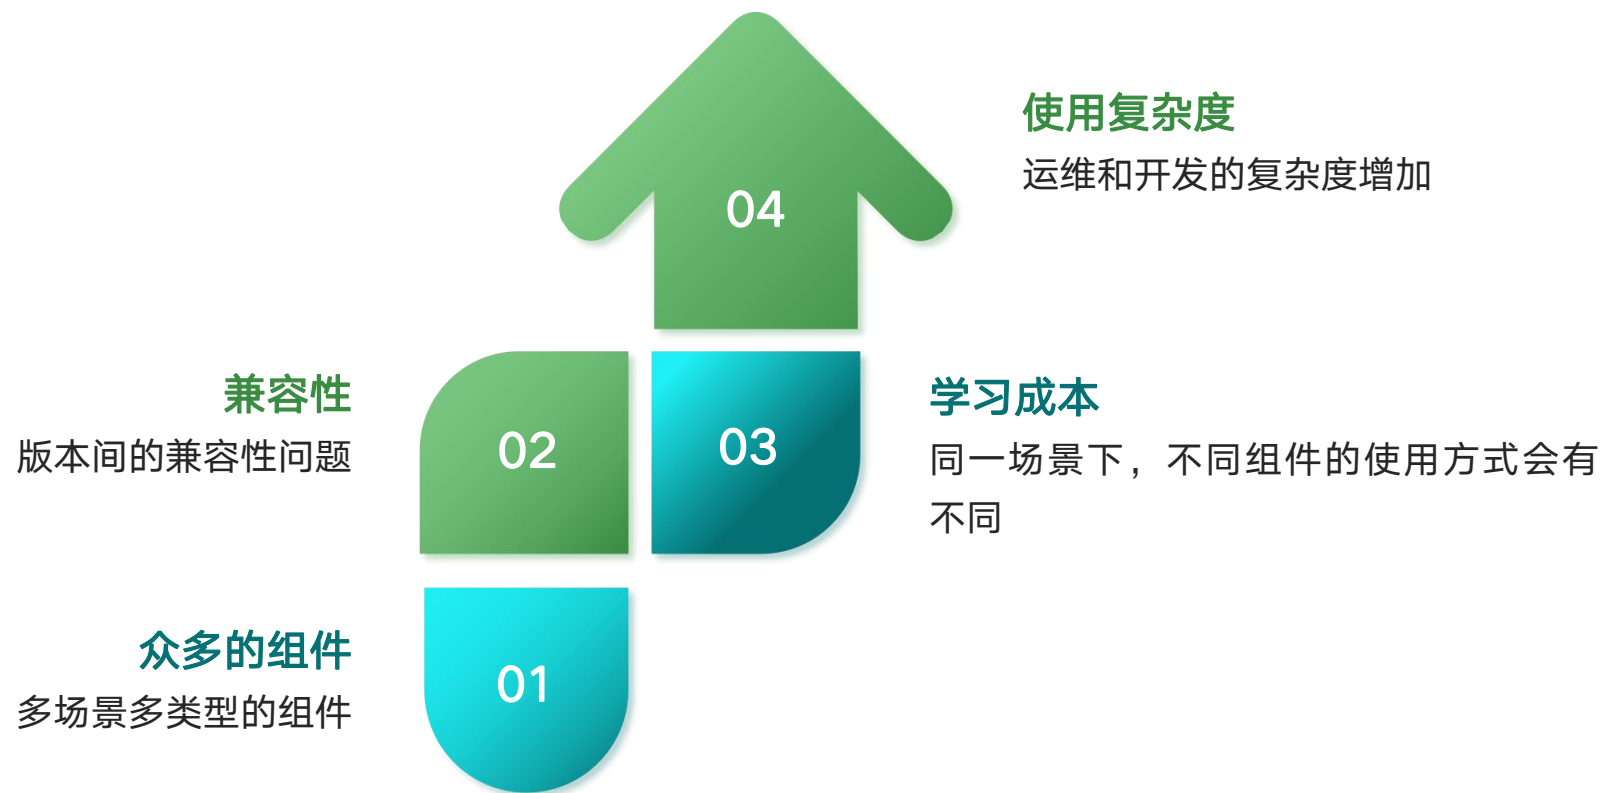 04
使用复杂度
运维和开发的复杂度增加
兼容性
版本间的兼容性问题
02
03
学习成本
同一场景下，不同组件的使用方式会有
不同
众多的组件
多场景多类型的组件
01